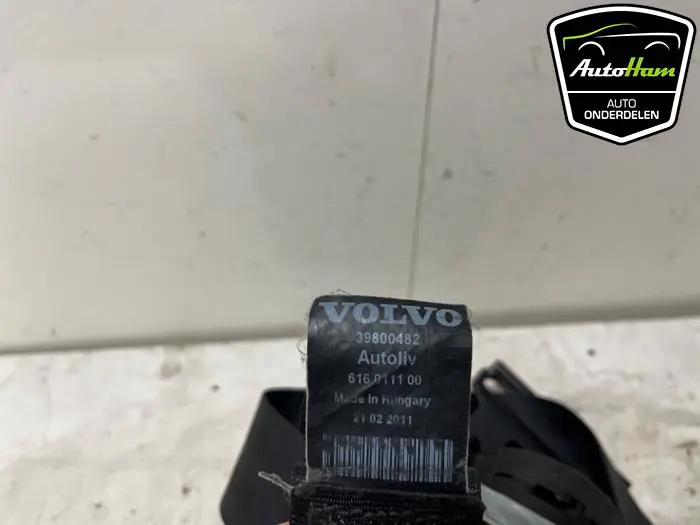 AutoHam
AUTO
ONDERDELEN
VOLVO
39800482
Autoliv
616 0111 00
Made in Hungary
21 02 2011